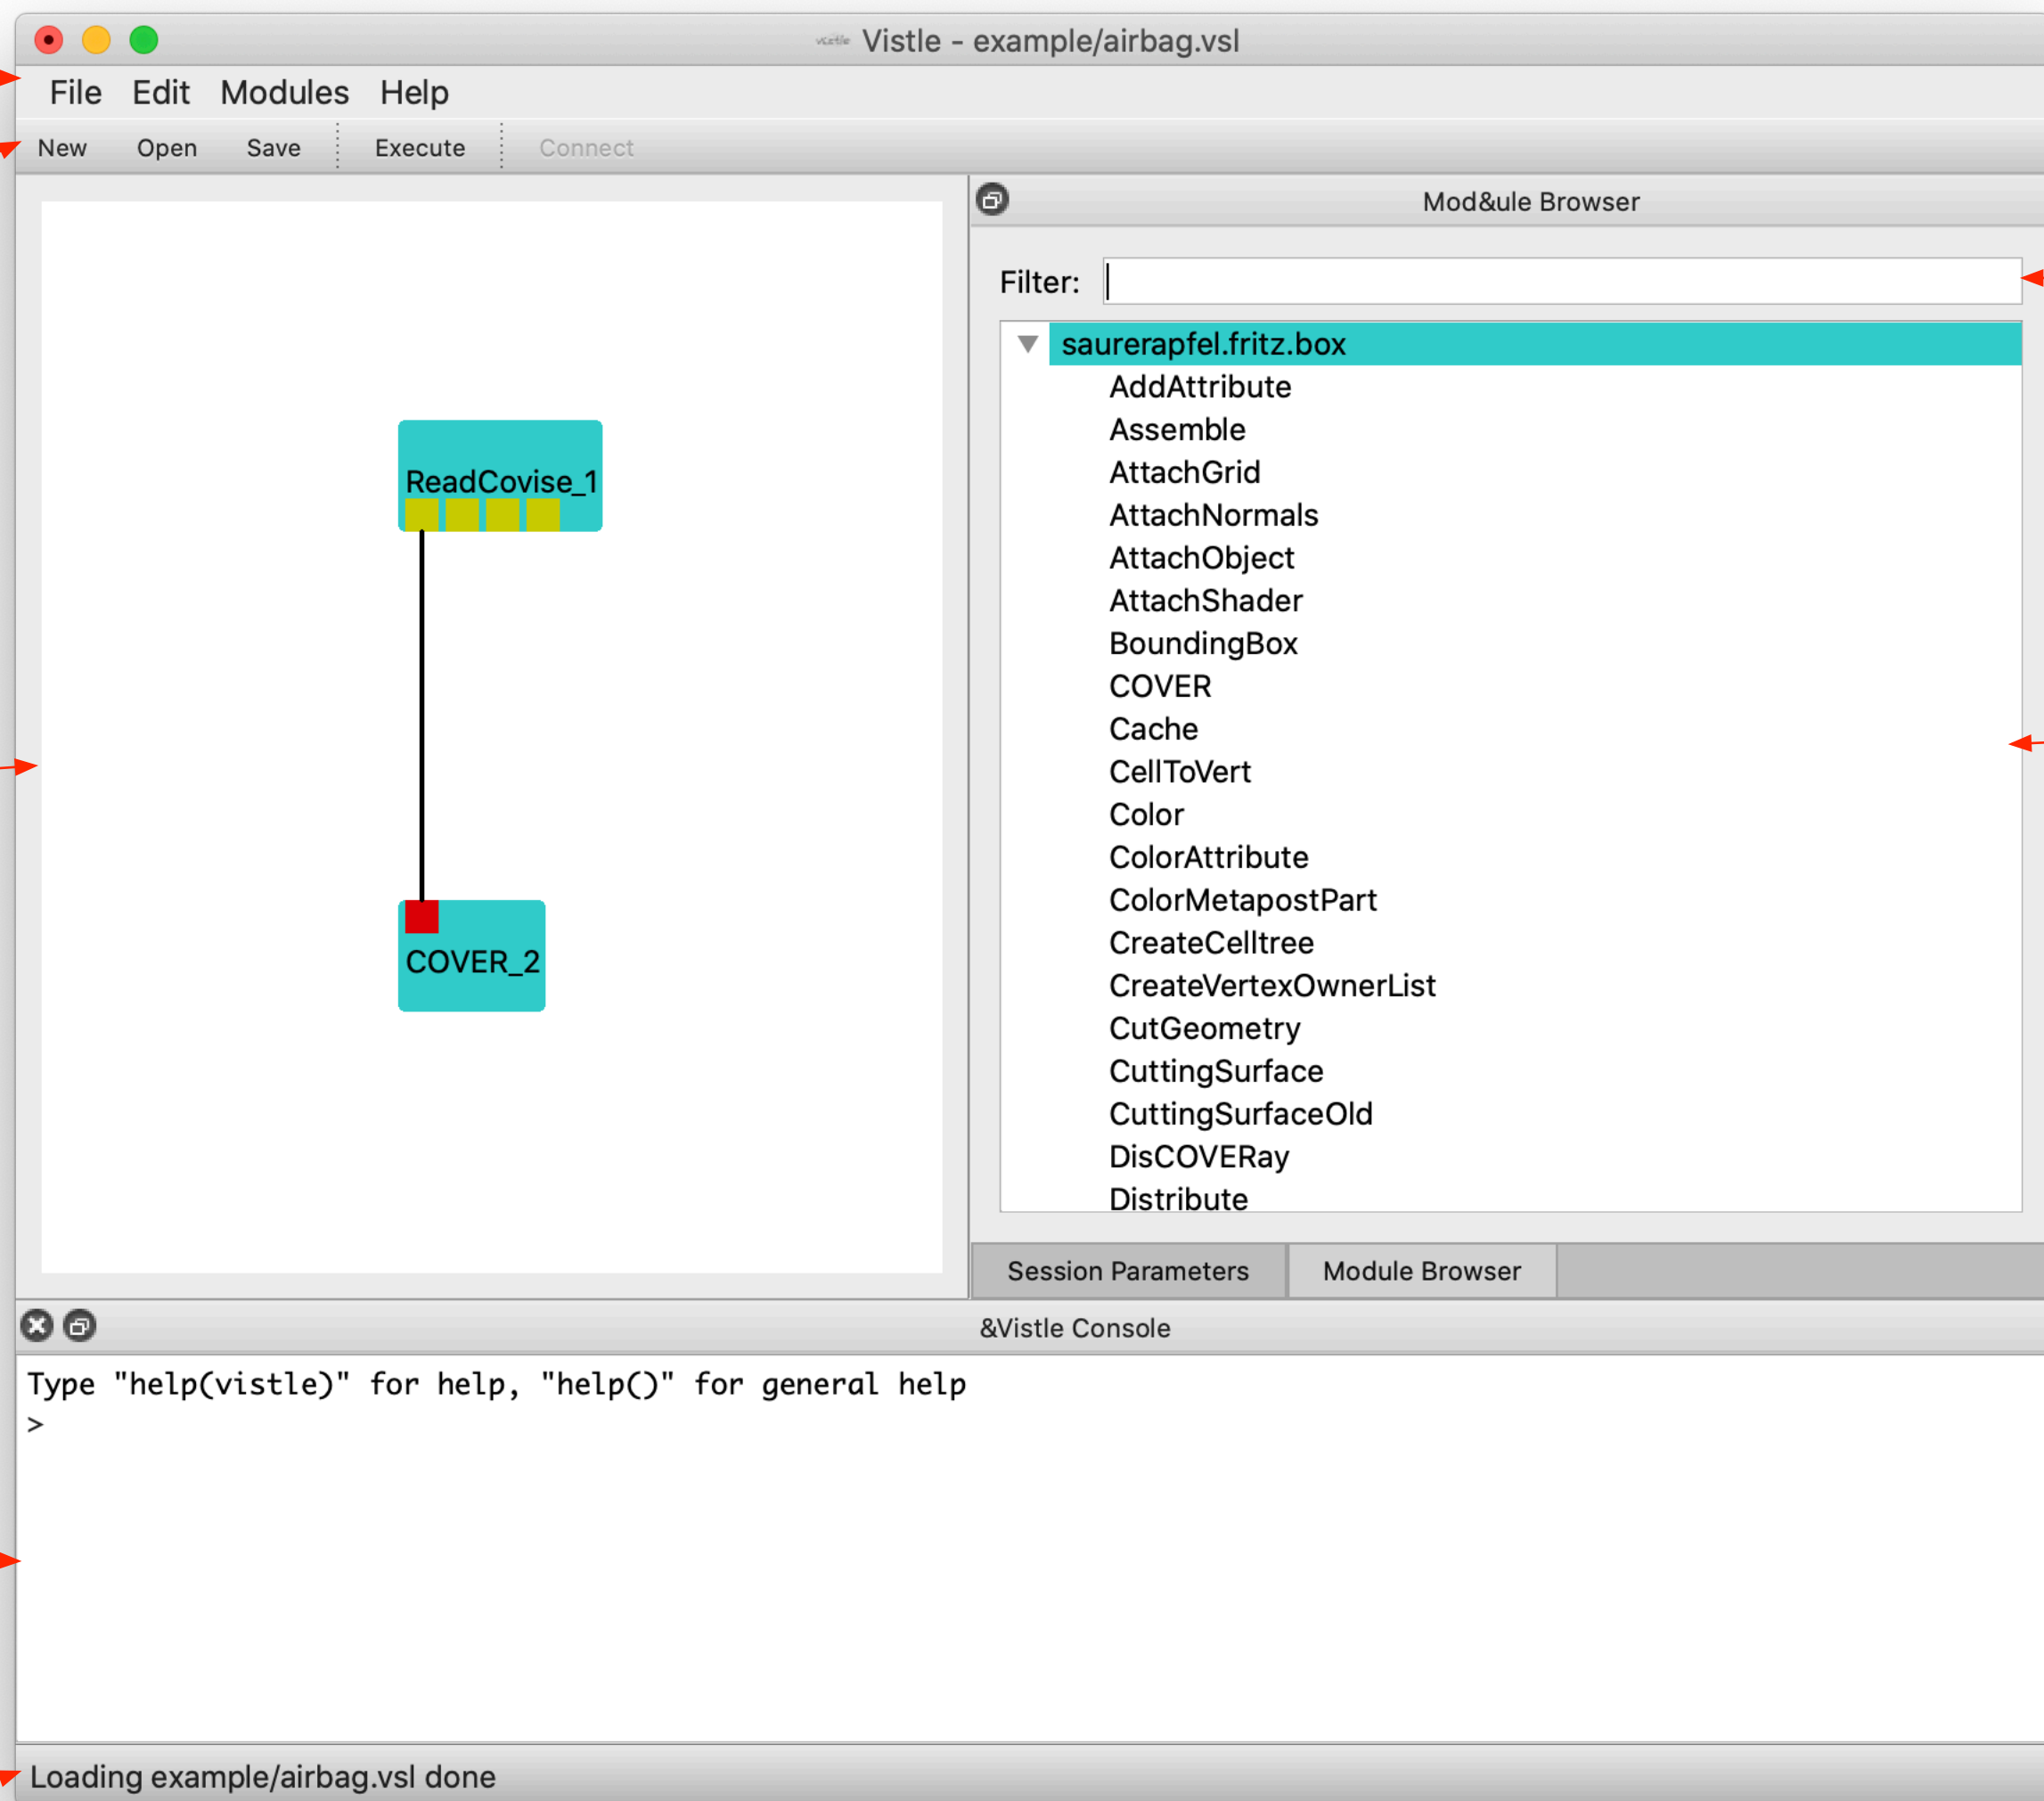 vistle Vistle - example/airbag.vsl
File Edit Modules Help
New Open Save Execute Connect
Mod&ule Browser
Filter:
saurerapfel.fritz.box
AddAttribute
Assemble
AttachGrid
AttachNormals
AttachObject
AttachShader
BoundingBox
COVER
Cache
CellToVert
Color
ColorAttribute
ColorMetapostPart
CreateCelltree
CreateVertexOwnerList
CutGeometry
CuttingSurface
CuttingSurfaceOld
DisCOVERay
Distribute
ReadCovise_1
COVER_2
Session Parameters Module Browser
&Vistle Console
Type "help(vistle)" for help, "help()" for general help
>
Loading example/airbag.vsl done